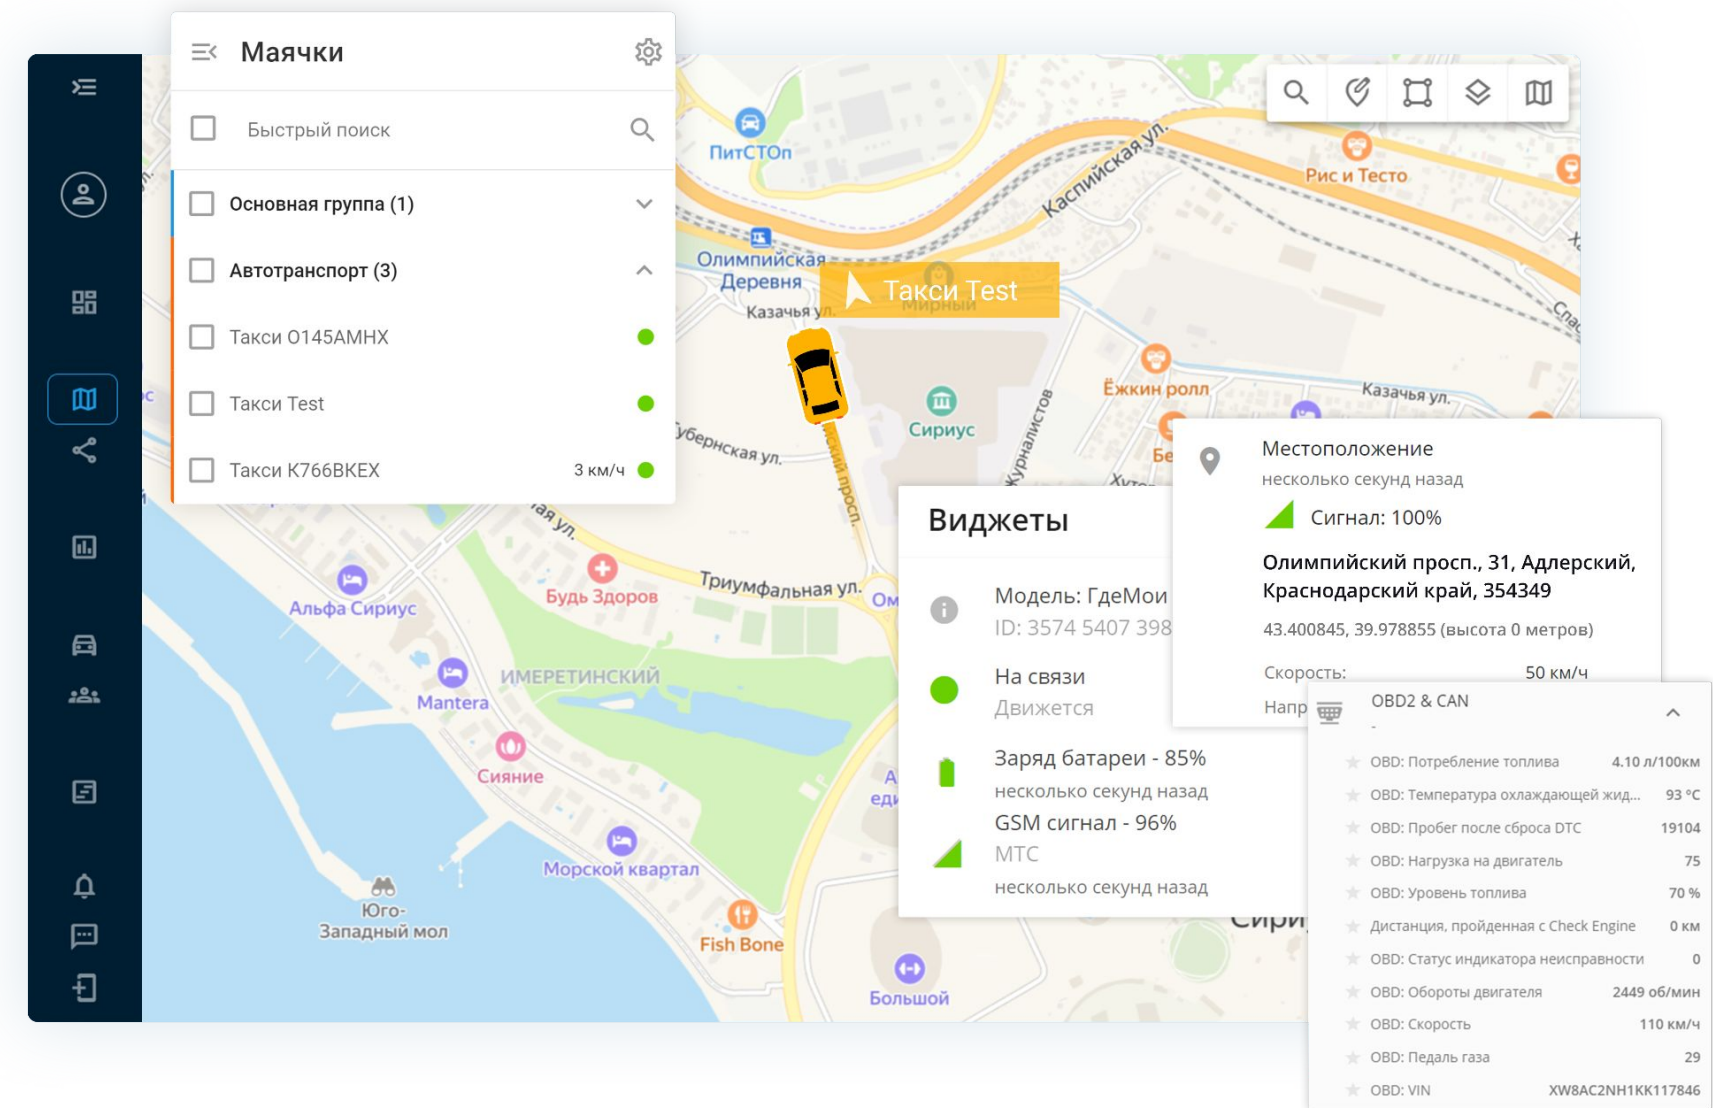 Маячки
Быстрый поиск
Основная группа (1)
Автотранспорт (3)
Такси О145АМНХ
Такси Test
Такси К766ВКЕХ
3 км/ч
ПитСТОп
Каспийская ул.
Рис и Тесто
Олимпийская
Деревня
Такси Test
Мирный
Казачья ул.
Ёжкин ролл
Казачья ул.
Сириус
Журналистов
Губернская ул.
Триумфальная ул.
Будь Здоров
Альфа Сириус
ИМЕРЕТИНСКИЙ
Mantera
Сияние
Морской квартал
Юго-
Западный мол
Fish Bone
Большой
Виджеты
Модель: ГдеМои
ID: 3574 5407 398
На связи
Движется
Заряд батареи - 85%
несколько секунд назад
GSM сигнал - 96%
МТС
несколько секунд назад
Местоположение
несколько секунд назад
Сигнал: 100%
Олимпийский просп., 31, Адлерский,
Краснодарский край, 354349
43.400845, 39.978855 (высота 0 метров)
Скорость: 50 км/ч
Напр
OBD2 & CAN
-
OBD: Потребление топлива 4.10 л/100км
OBD: Температура охлаждающей жид... 93 °C
OBD: Пробег после сброса DTC 19104
OBD: Нагрузка на двигатель 75
OBD: Уровень топлива 70 %
Дистанция, пройденная с Check Engine 0 км
OBD: Статус индикатора неисправности 0
OBD: Обороты двигателя 2449 об/мин
OBD: Скорость 110 км/ч
OBD: Педаль газа 29
OBD: VIN XW8AC2NH1KK117846